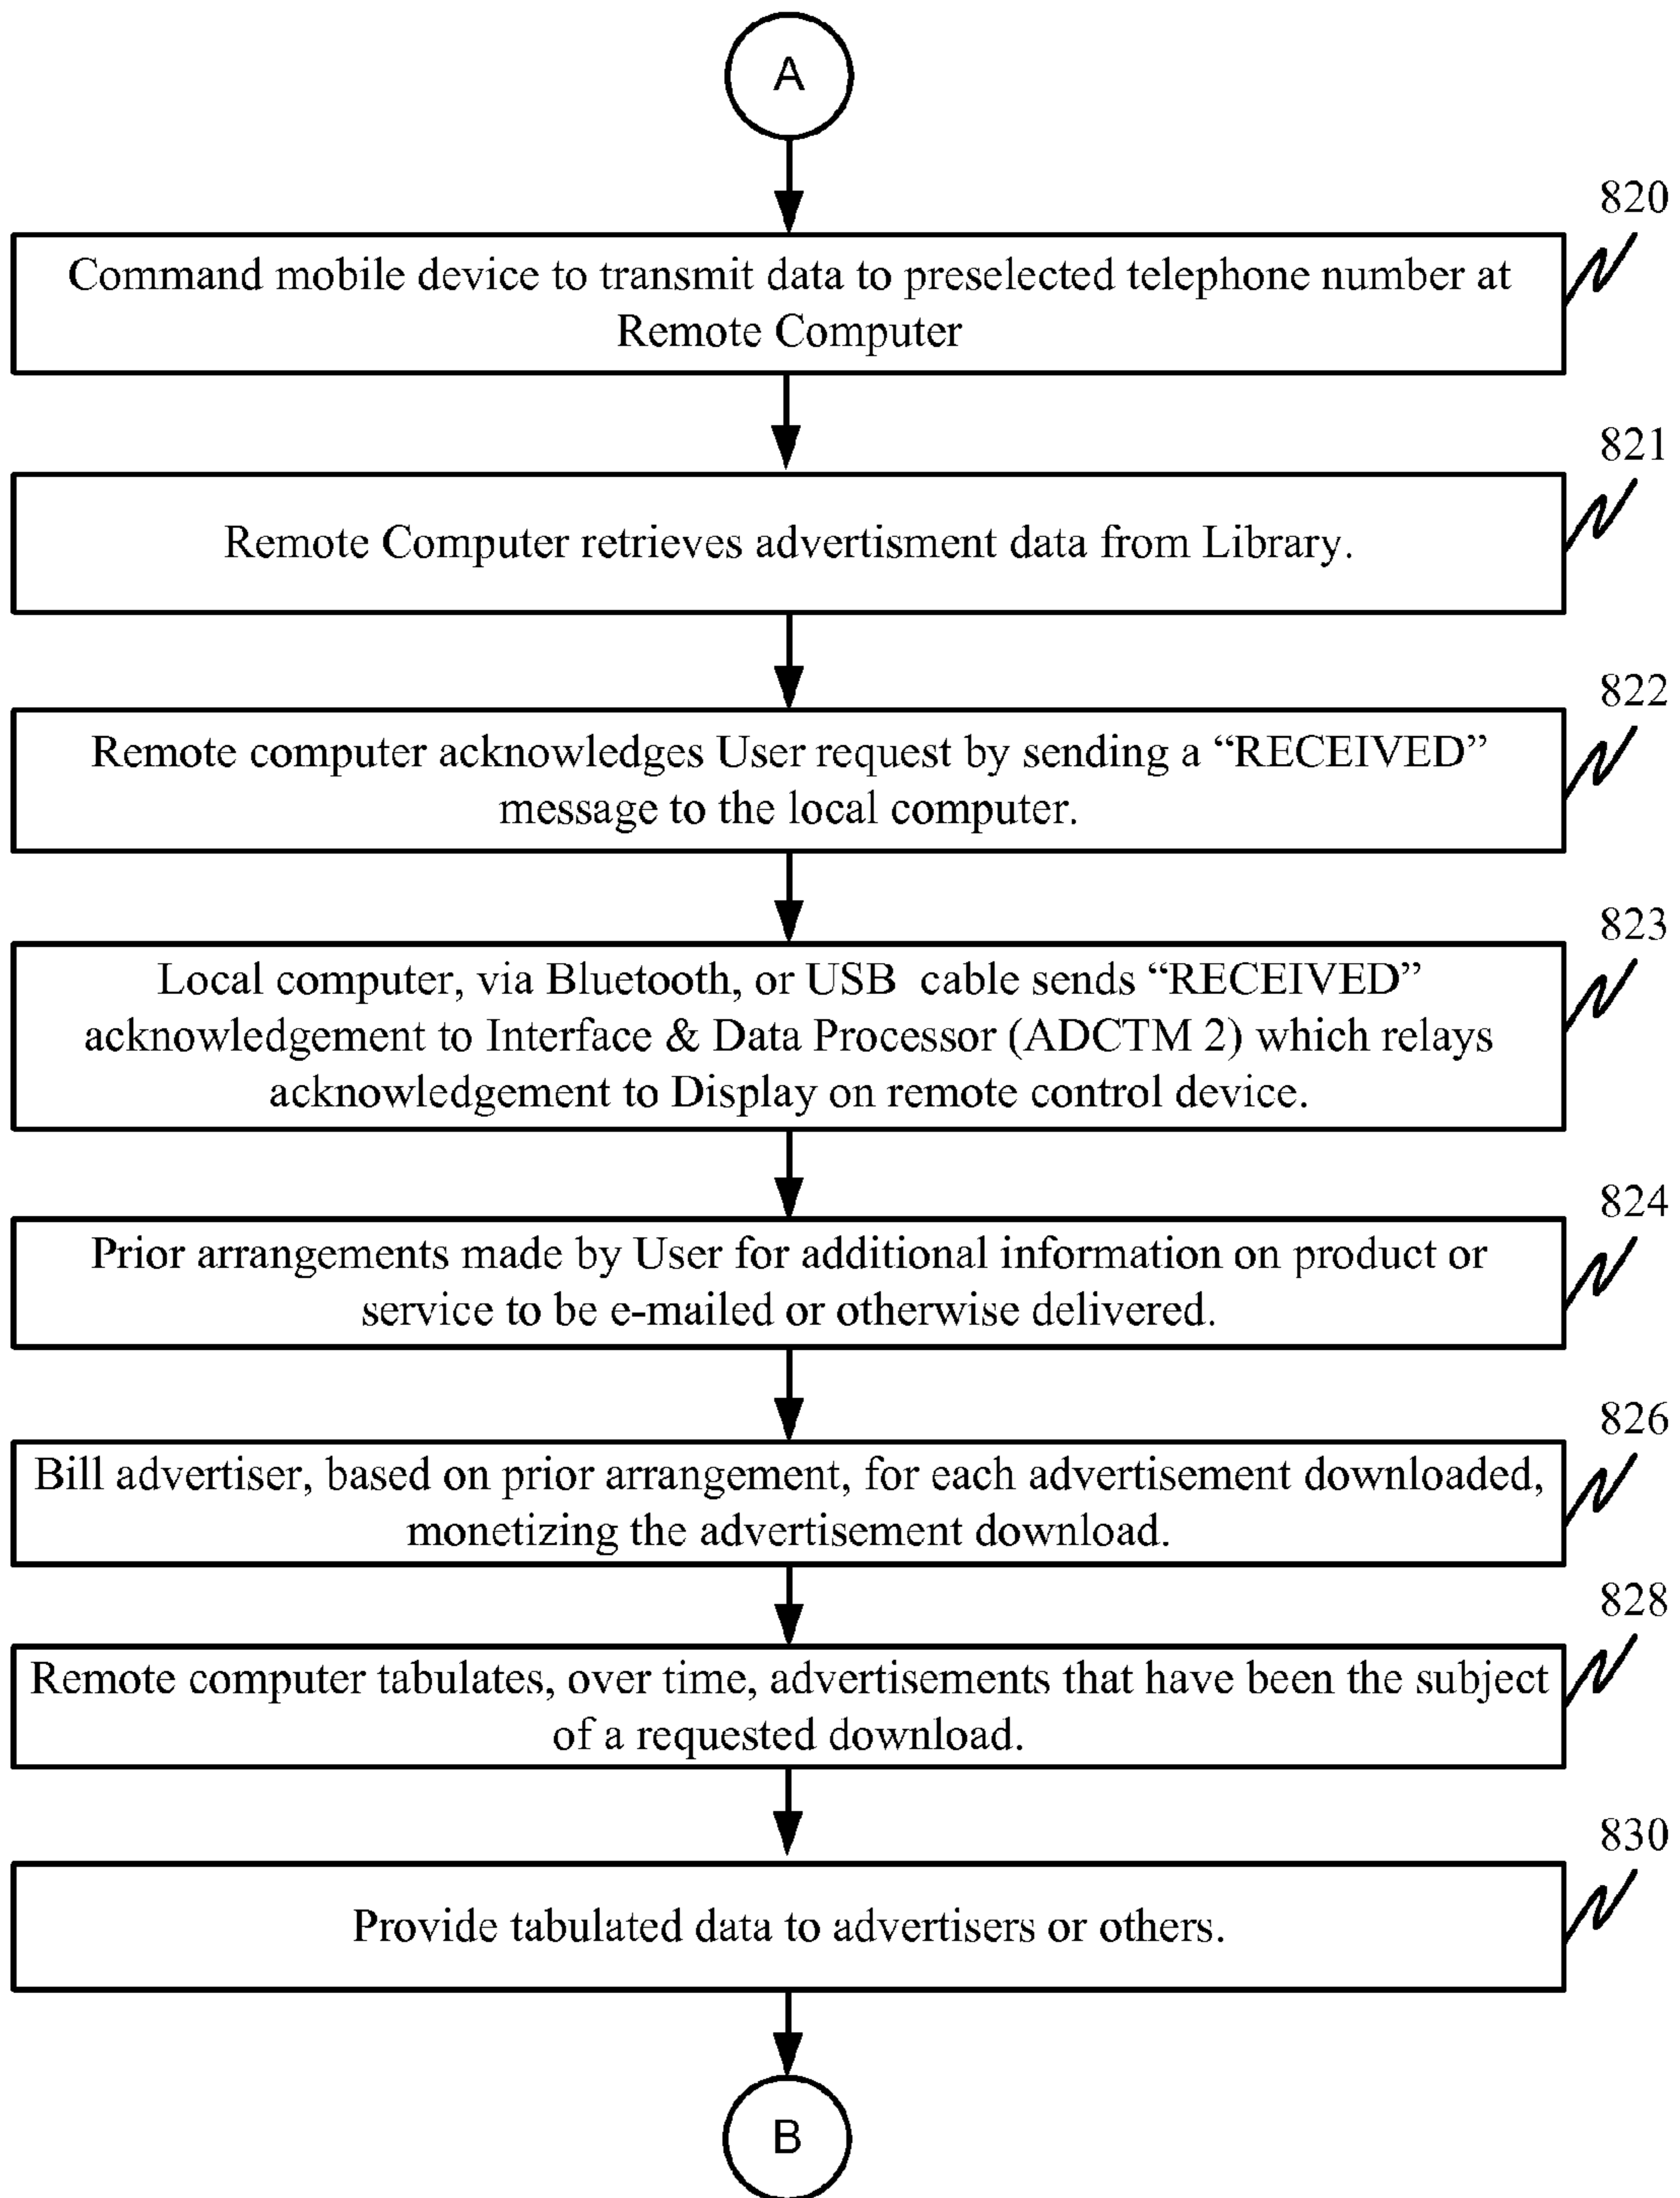 A
820
Command mobile device to transmit data to preselected telephone number at
Remote Computer
821
Remote Computer retrieves advertisment data from Library.
822
Remote computer acknowledges User request by sending a “RECEIVED”
message to the local computer.
823
Local computer, via Bluetooth, or USB cable sends “RECEIVED”
acknowledgement to Interface & Data Processor (ADCTM 2) which relays
acknowledgement to Display on remote control device.
824
Prior arrangements made by User for additional information on product or
service to be e-mailed or otherwise delivered.
826
Bill advertiser, based on prior arrangement, for each advertisement downloaded,
monetizing the advertisement download.
828
Remote computer tabulates, over time, advertisements that have been the subject
of a requested download.
830
Provide tabulated data to advertisers or others.
B